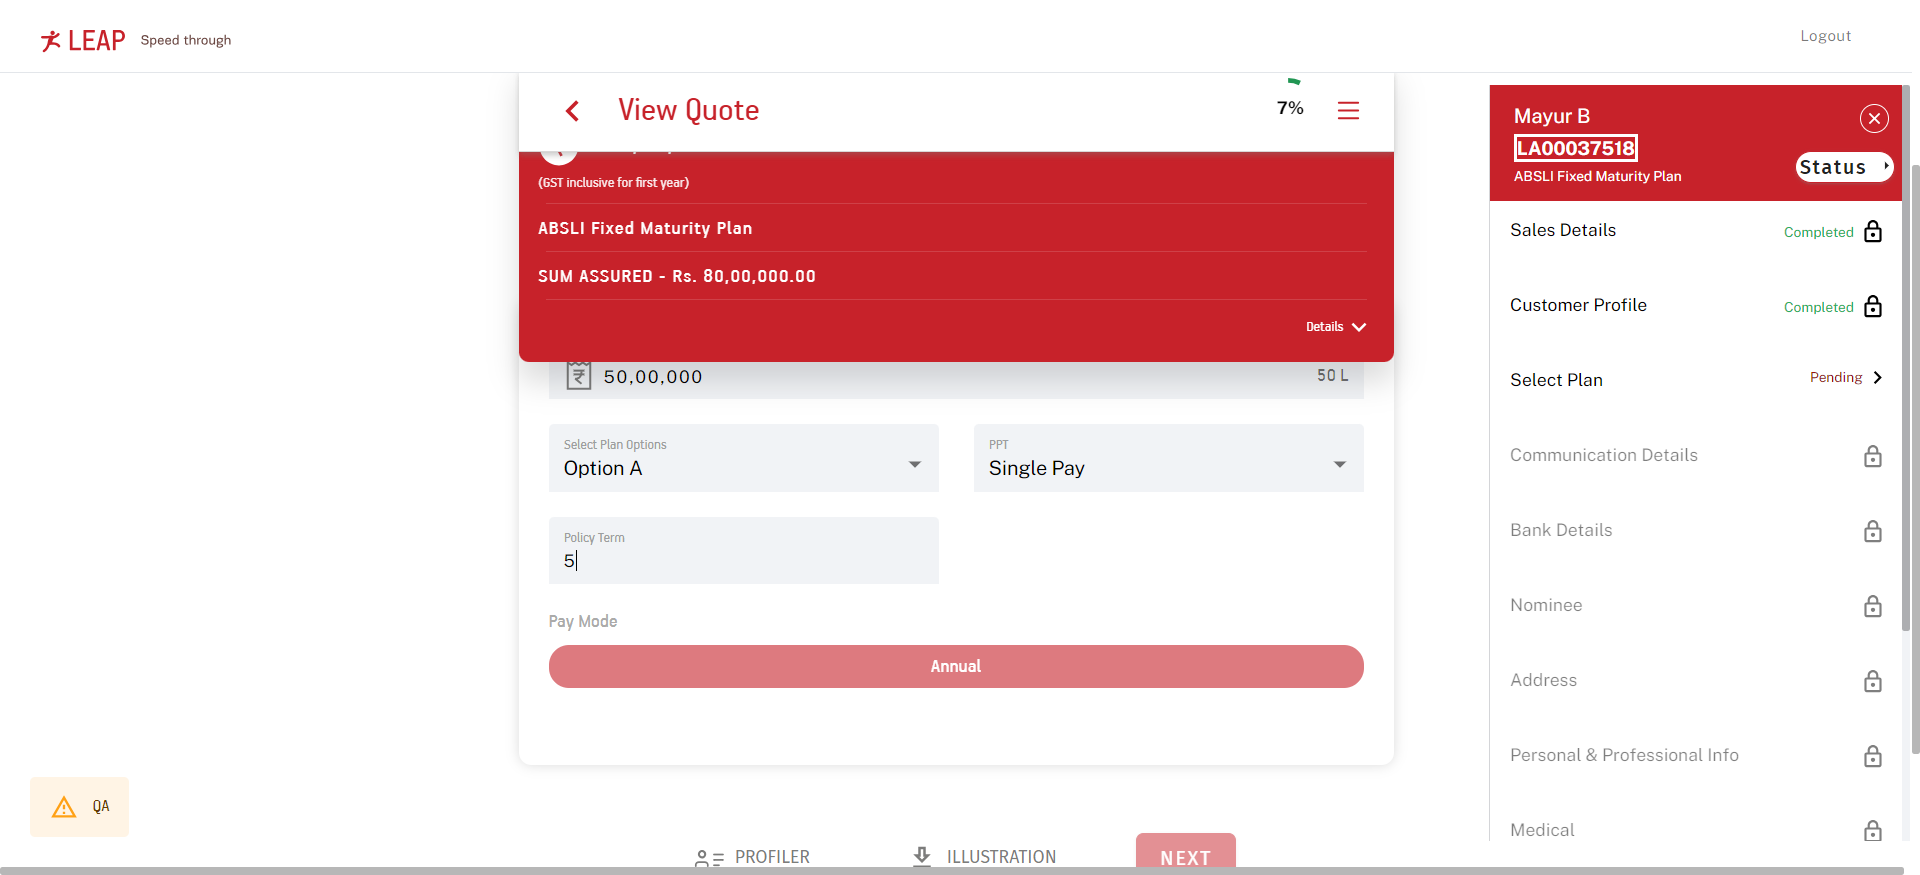 LEAP Speed through
Logout
View Quote
7%
(GST inclusive for first year)
ABSLI Fixed Maturity Plan
SUM ASSURED - Rs. 80,00,000.00
Details
50,00,000
50 L
Select Plan Options
Option A
PPT
Single Pay
Policy Term
5
Pay Mode
Annual
PROFILER
ILLUSTRATION
NEXT
QA
Mayur B
LA00037518
ABSLI Fixed Maturity Plan
Status
Sales Details Completed
Customer Profile Completed
Select Plan Pending
Communication Details
Bank Details
Nominee
Address
Personal & Professional Info
Medical